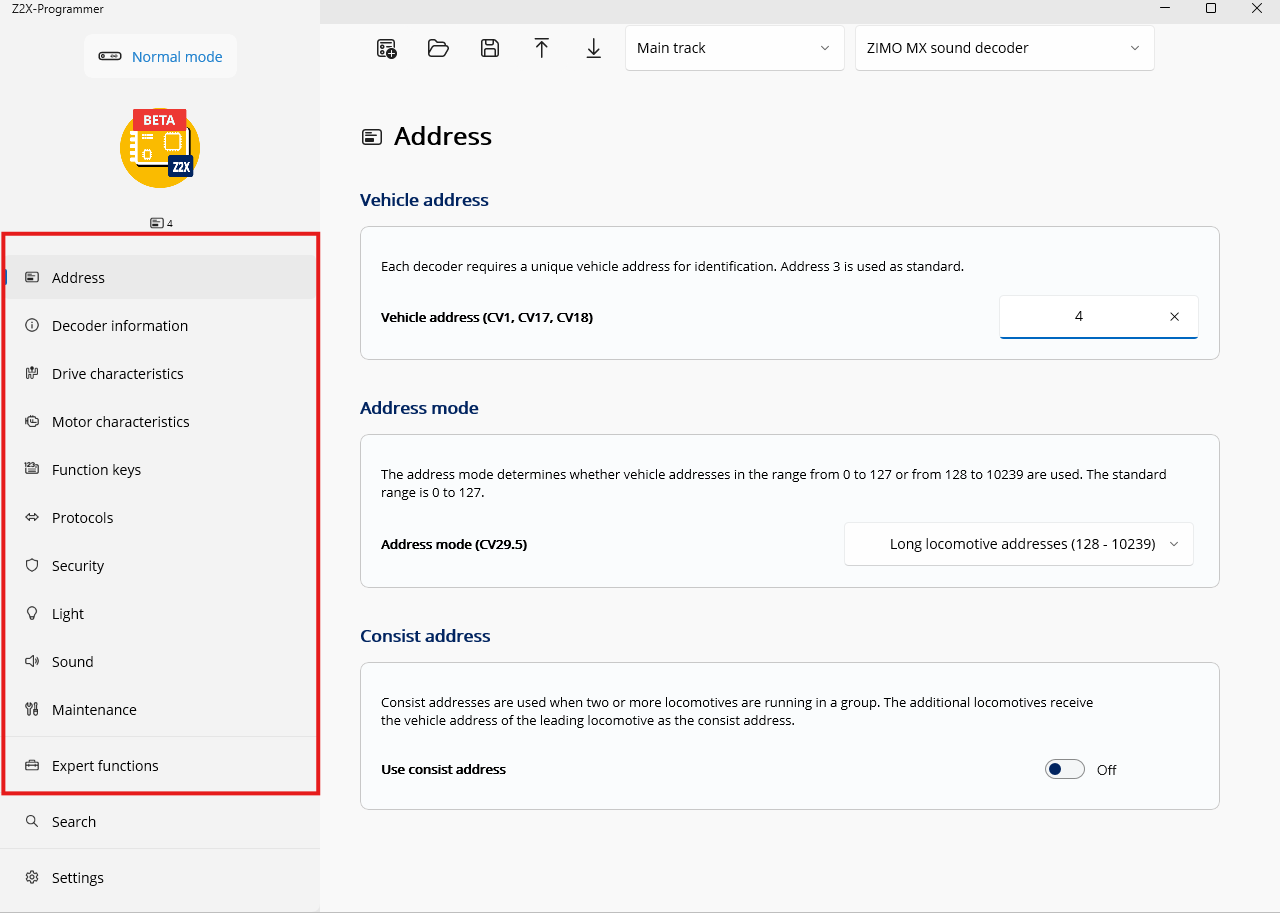 Z2X-Programmer
Normal mode
BETA
Z2X
4
Address
Decoder information
Drive characteristics
Motor characteristics
Function keys
Protocols
Security
Light
Sound
Maintenance
Expert functions
Search
Settings
Main track
ZIMO MX sound decoder
Address
Vehicle address
Each decoder requires a unique vehicle address for identification. Address 3 is used as standard.
Vehicle address (CV1, CV17, CV18)
4
Address mode
The address mode determines whether vehicle addresses in the range from 0 to 127 or from 128 to 10239 are used. The standard
range is 0 to 127.
Address mode (CV29.5)
Long locomotive addresses (128 - 10239)
Consist address
Consist addresses are used when two or more locomotives are running in a group. The additional locomotives receive
the vehicle address of the leading locomotive as the consist address.
Use consist address
Off